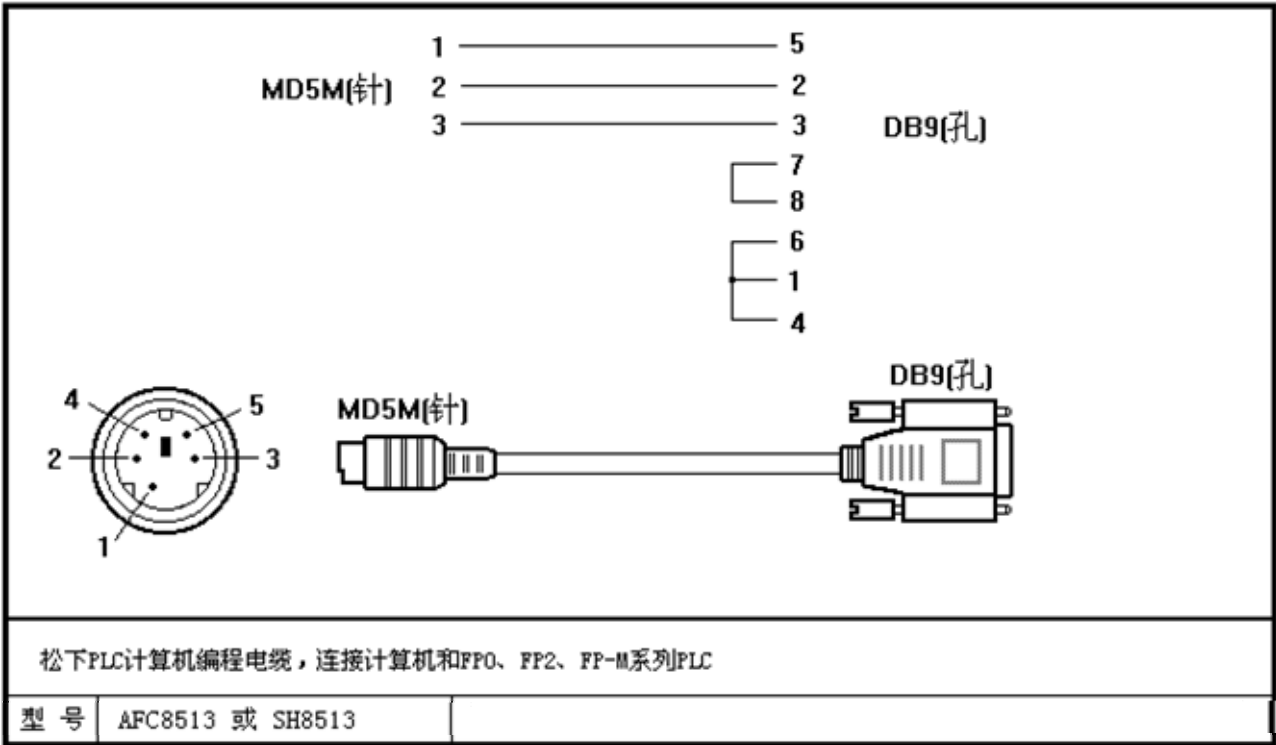 1 5
MD5M(针) 2 2
3 3 DB9(孔)
7
8
6
1
4
DB9(孔)
4 5 MD5M(针)
2 3
1
松下PLC计算机编程电缆，连接计算机和FP0、FP2、FP-M系列PLC
型 号 AFC8513 或 SH8513